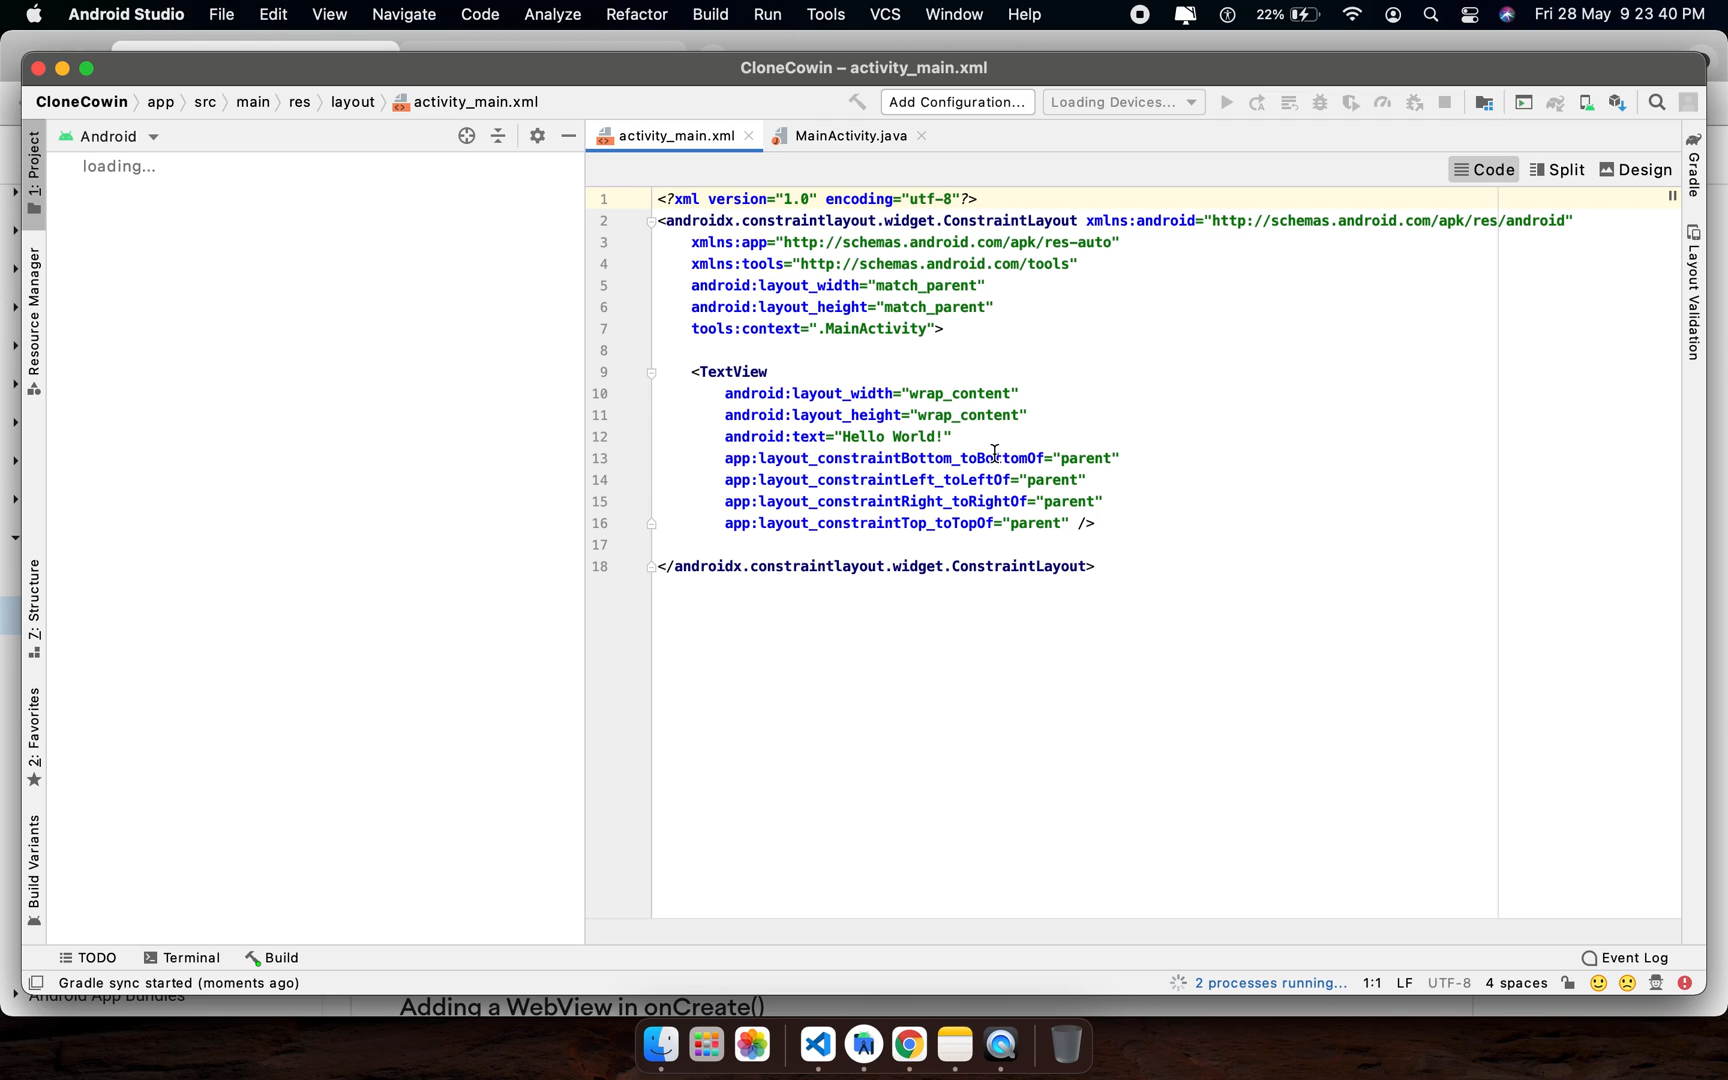 Android Studio File Edit View Navigate Code Analyze Refactor Build Run Tools VCS Window Help 22% Fri 28 May 9 23 40 PM
CloneCowin – activity_main.xml
CloneCowin app src main res layout activity_main.xml Add Configuration... Loading Devices...
Android
activity_main.xml MainActivity.java
loading...
Code Split Design
1 <?xml version="1.0" encoding="utf-8"?>
2 <androidx.constraintlayout.widget.ConstraintLayout xmlns:android="http://schemas.android.com/apk/res/android"
3 xmlns:app="http://schemas.android.com/apk/res-auto"
4 xmlns:tools="http://schemas.android.com/tools"
5 android:layout_width="match_parent"
6 android:layout_height="match_parent"
7 tools:context=".MainActivity">
8
9 <TextView
10 android:layout_width="wrap_content"
11 android:layout_height="wrap_content"
12 android:text="Hello World!"
13 app:layout_constraintBottom_toBottomOf="parent"
14 app:layout_constraintLeft_toLeftOf="parent"
15 app:layout_constraintRight_toRightOf="parent"
16 app:layout_constraintTop_toTopOf="parent" />
17
18 </androidx.constraintlayout.widget.ConstraintLayout>
1: Project
Resource Manager
7: Structure
2: Favorites
Build Variants
Gradle
Layout Validation
TODO Terminal Build Event Log
Gradle sync started (moments ago) 2 processes running... 1:1 LF UTF-8 4 spaces
Android App Bundles
Adding a WebView in onCreate()